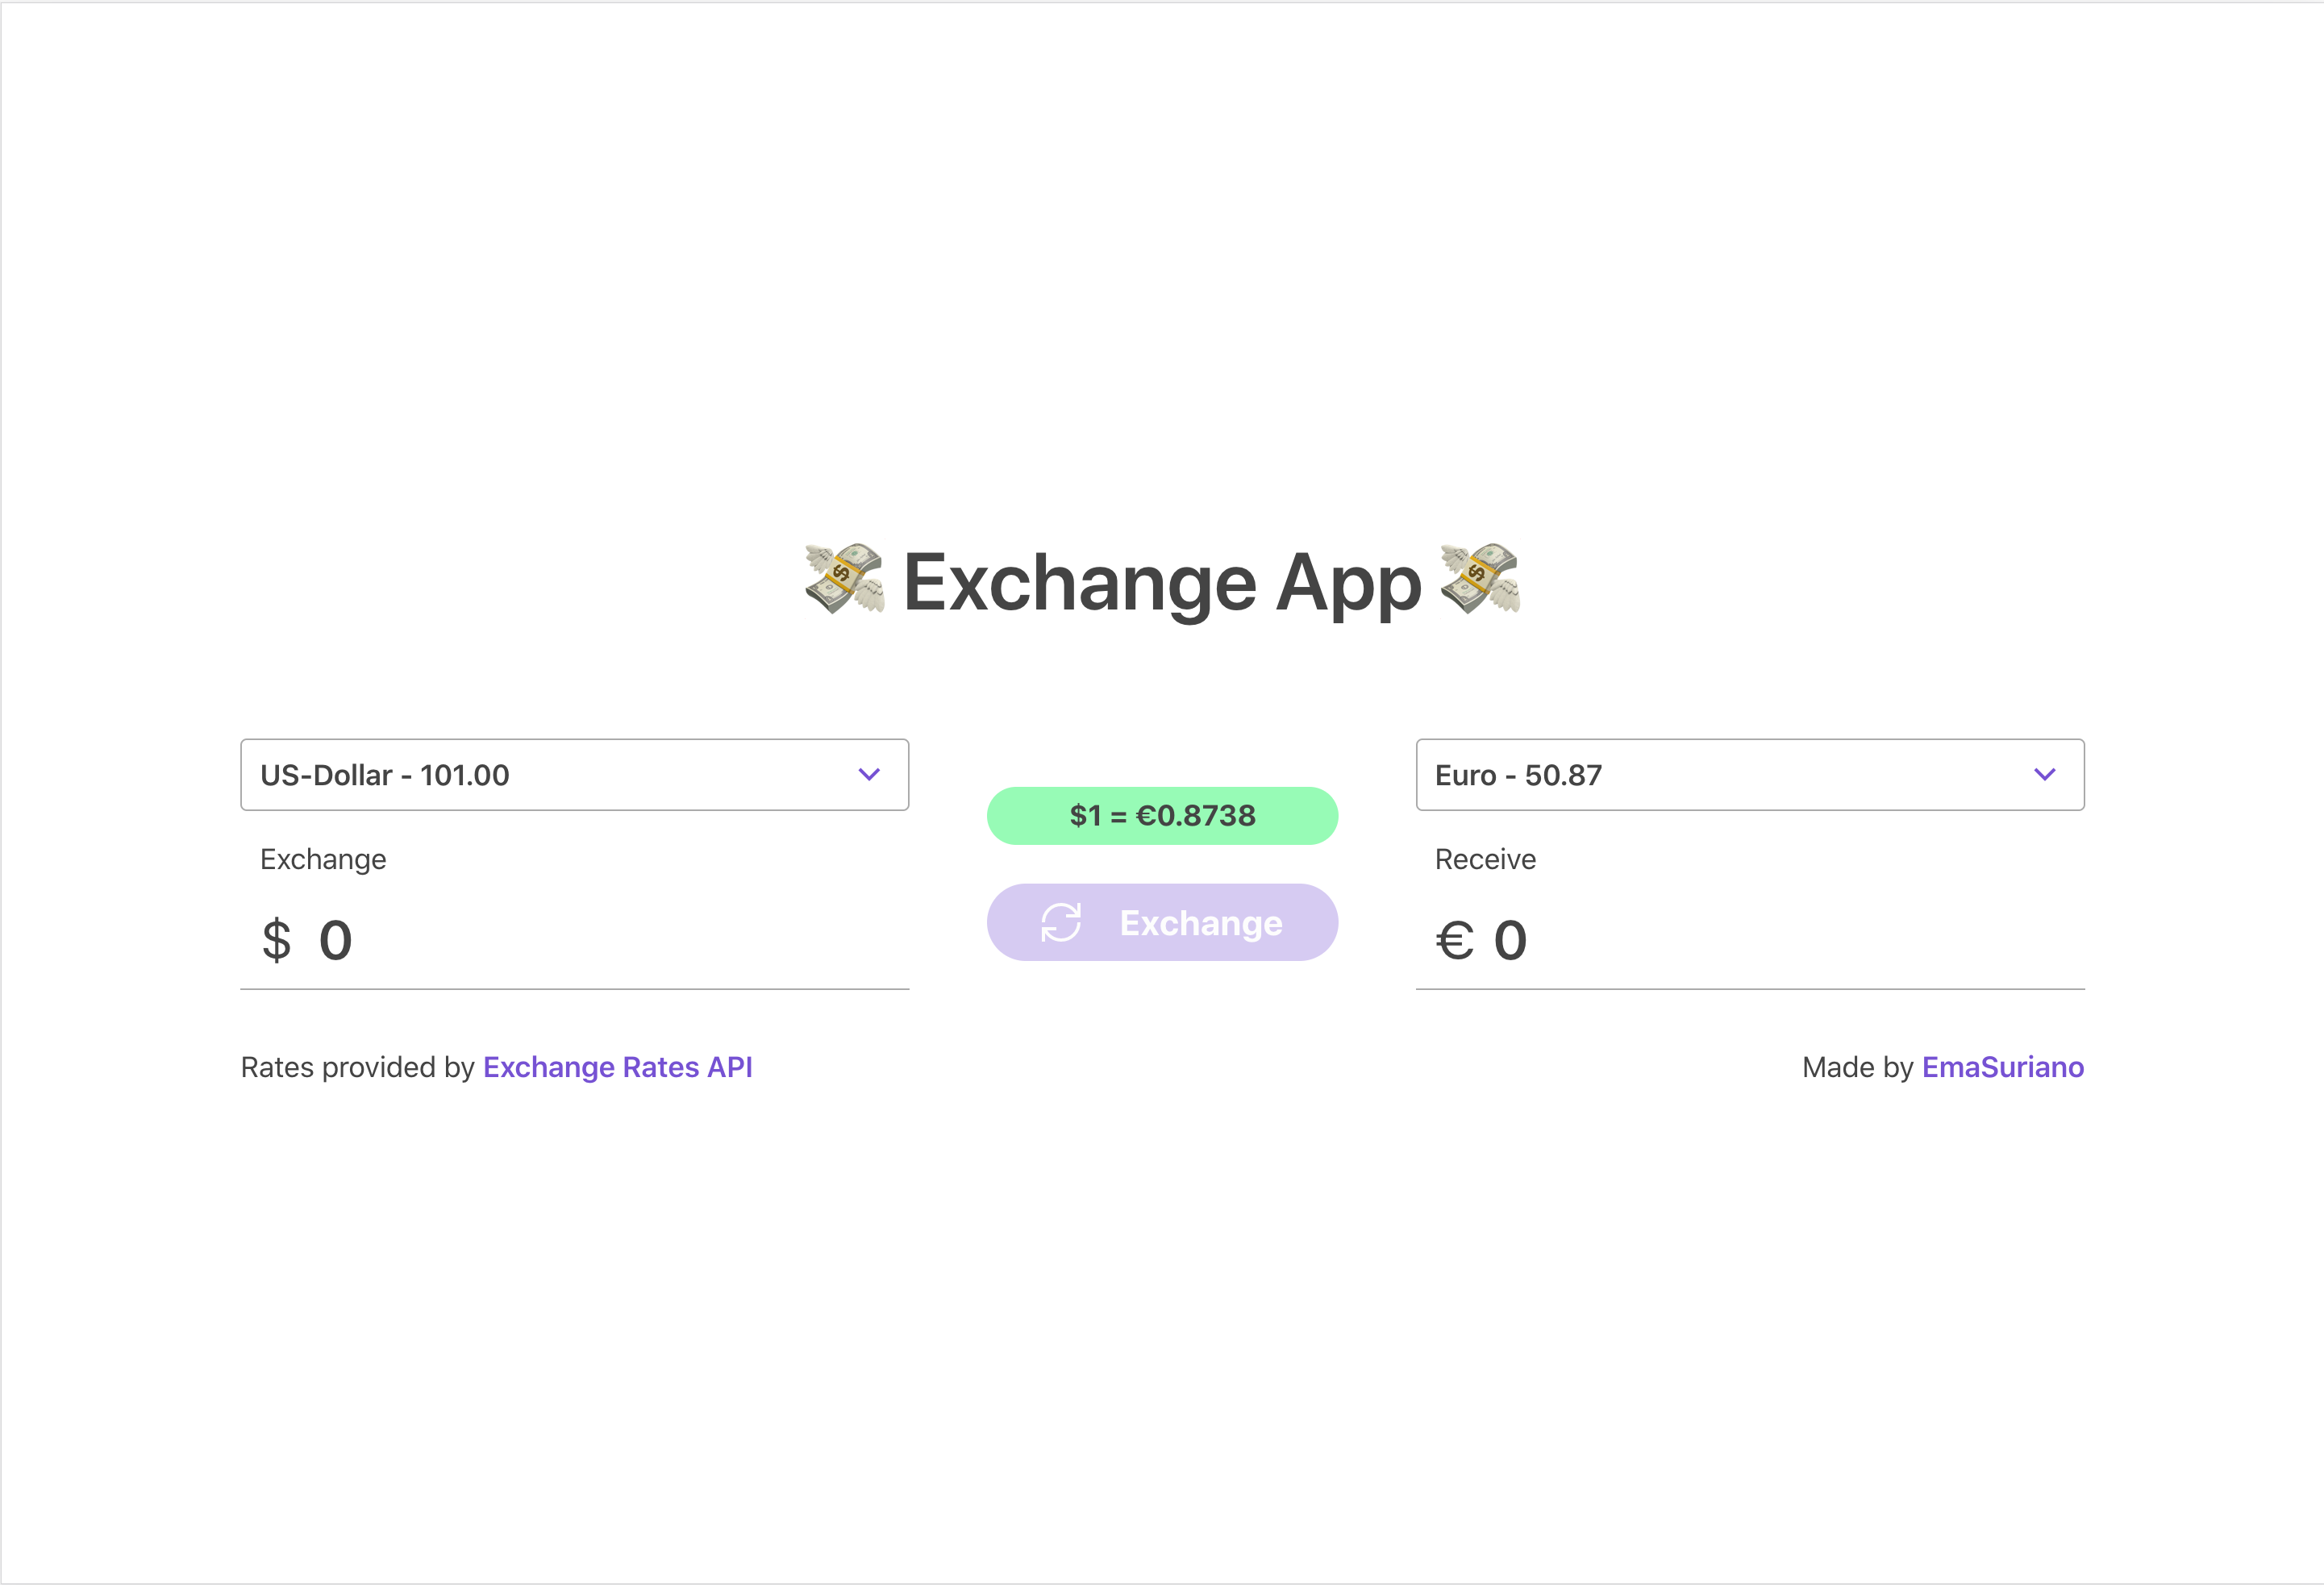 Exchange App
US-Dollar - 101.00
Exchange
$ 0
$1 = €0.8738
Exchange
Euro - 50.87
Receive
€ 0
Rates provided by Exchange Rates API
Made by EmaSuriano